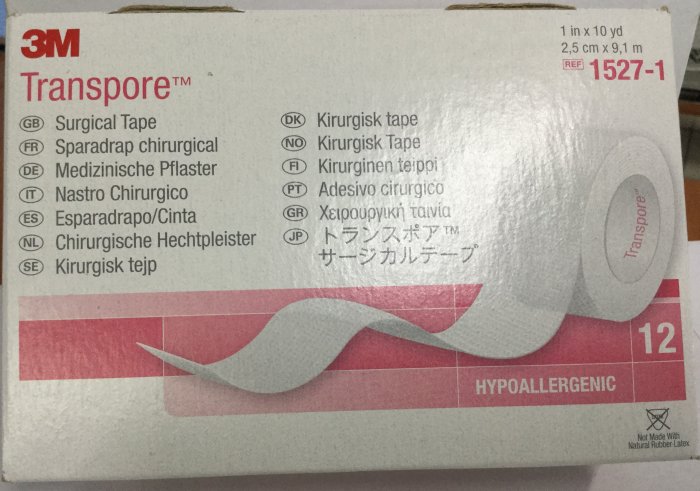 3M
Transpore™
1 in x 10 yd
2,5 cm x 9,1 m
REF 1527-1
GB Surgical Tape
FR Sparadrap chirurgical
DE Medizinische Pflaster
IT Nastro Chirurgico
ES Esparadrapo/Cinta
NL Chirurgische Hechtpleister
SE Kirurgisk tejp
DK Kirurgisk tape
NO Kirurgisk Tape
FI Kirurginen teippi
PT Adesivo cirurgico
GR Χειρουργική ταινία
JP トランスポア™
サージカルテープ
Transpore™
12
HYPOALLERGENIC
Not Made With
Natural Rubber Latex